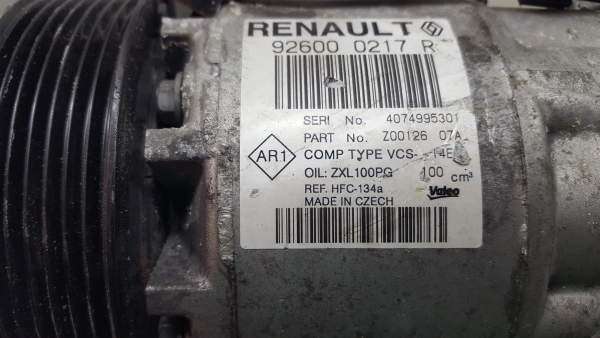 RENAULT
92600 0217 R
SERI No. 4074995301
PART No. Z00126 07A
AR1
COMP TYPE VCS- 14E
OIL: ZXL100PG 100 cm³
REF. HFC-134a
MADE IN CZECH
Valeo